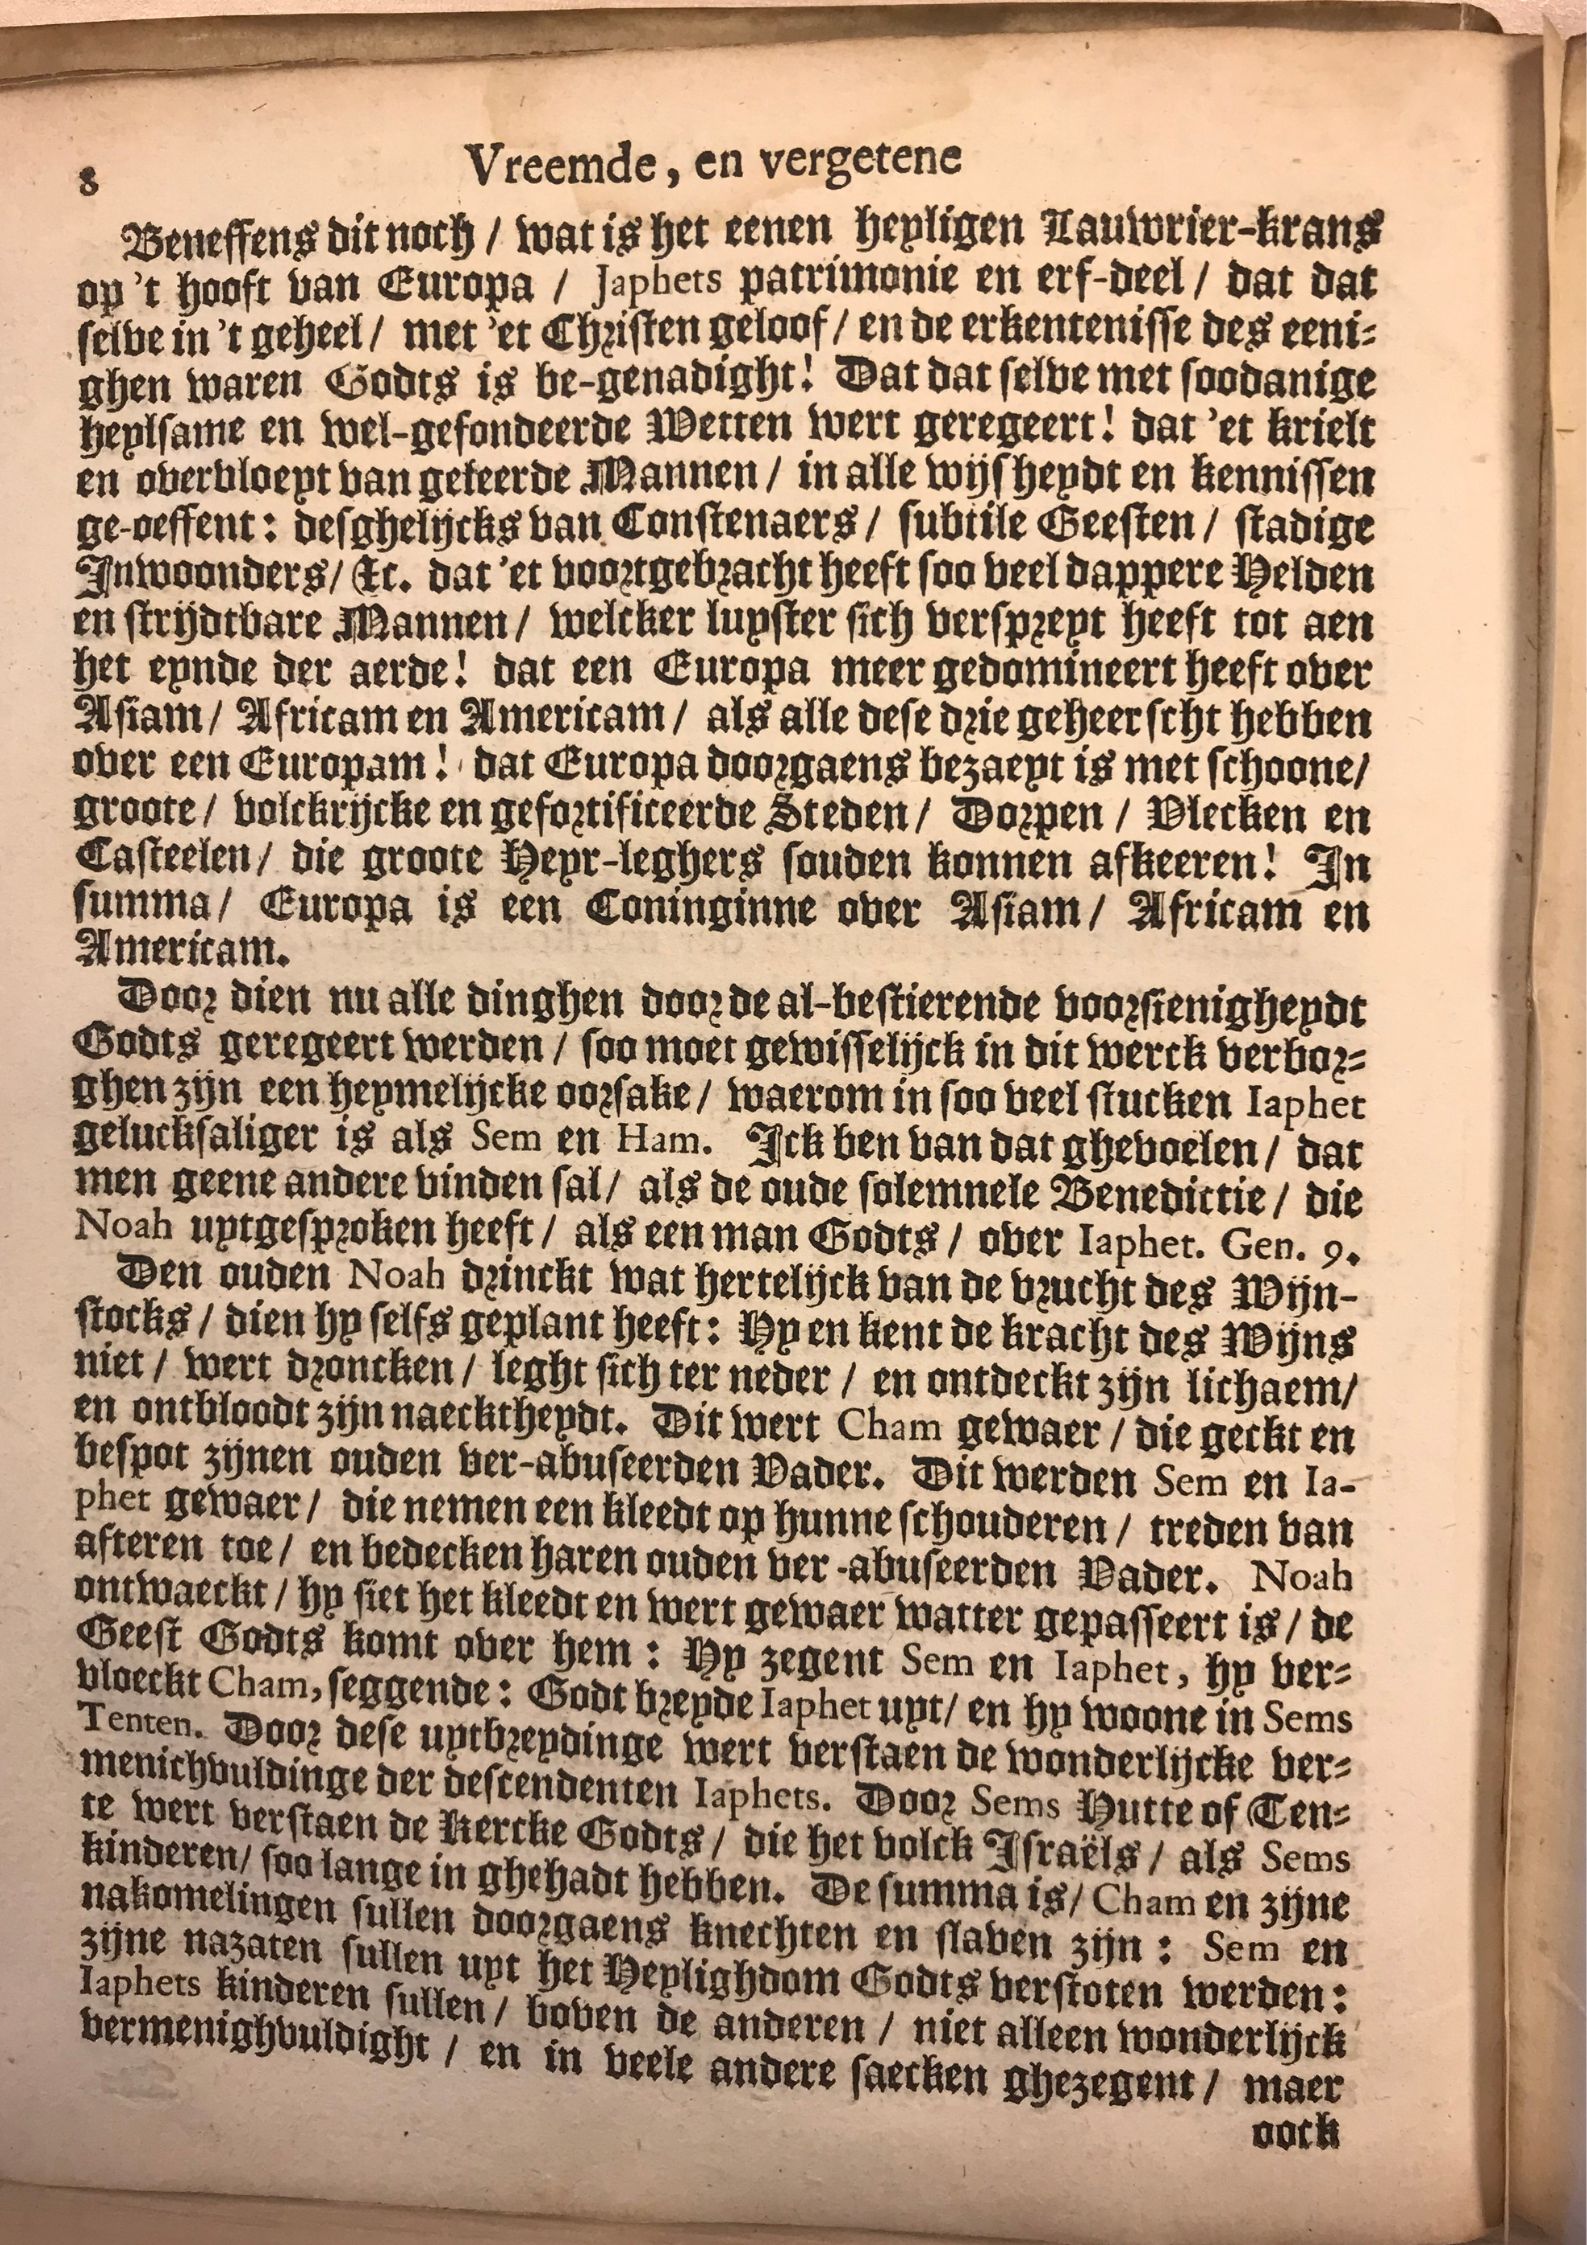 8 Vreemde, en vergetene
Beneffens dit noch / wat is het eenen heyligen Lauwrier-krans
op 't hooft van Europa / Japhets patrimonie en erf-deel / dat dat
selve in 't geheel / met 'et Christen geloof / en de erkentenisse des eeni-
ghen waren Godts is be-genadight! Dat dat selve met soodanige
heylsame en wel-gefondeerde Wetten wert geregeert! dat 'et krielt
en overvloeyt van geleerde Mannen / in alle wijsheydt en kennissen
ge-oeffent: desghelijcks van Constenaers / subtile Geesten / stadige
Inwoonders / &c. dat 'et voortgebracht heeft soo veel dappere Helden
en strijdtbare Mannen / welcker luyster sich verspreyt heeft tot aen
het eynde der aerde! dat een Europa meer gedomineert heeft over
Asiam / Africam en Americam / als alle dese drie geheerscht hebben
over een Europam! dat Europa doorgaens bezaeyt is met schoone /
groote / volckrijcke en gefortificeerde Steden / Dorpen / Vlecken en
Casteelen / die groote Heyr-leghers souden konnen afkeeren! In
summa / Europa is een Coninginne over Asiam / Africam en
Americam.
Door dien nu alle dinghen door de al-bestierende voorsienigheydt
Godts geregeert werden / soo moet gewisselijck in dit werck verbor-
ghen zijn een heymelijcke oorsake / waerom in soo veel stucken Iaphet
gelucksaliger is als Sem en Ham. Ick ben van dat ghevoelen / dat
men geene andere vinden sal / als de oude solemnele Benedictie / die
Noah uytgesproken heeft / als een man Godts / over Iaphet. Gen. 9.
Den ouden Noah drinckt wat hertelijck van de vrucht des Wijn-
stocks / dien hy selfs geplant heeft: Hy en kent de kracht des Wijns
niet / wert droncken / leght sich ter neder / en ontdeckt zijn lichaem /
en ontbloodt zijn naecktheydt. Dit wert Cham gewaer / die geckt en
bespot zijnen ouden ver-abuseerden Vader. Dit werden Sem en Ia-
phet gewaer / die nemen een kleedt op hunne schouderen / treden van
afteren toe / en bedecken haren ouden ver-abuseerden Vader. Noah
ontwaeckt / hy siet het kleedt en wert gewaer watter gepasseert is / de
Geest Godts komt over hem: Hy zegent Sem en Iaphet, hy ver-
vloeckt Cham, seggende: Godt breyde Iaphet uyt / en hy woone in Sems
Tenten. Door dese uytbreydinge wert verstaen de wonderlijcke ver-
menichvuldinge der descendenten Iaphets. Door Sems Hutte of Ten-
te wert verstaen de Kercke Godts / die het volck Israëls / als Sems
kinderen / soo lange in ghehadt hebben. De summa is / Cham en zijne
nakomelingen sullen doorgaens knechten en slaven zijn: Sem en
zijne nazaten sullen uyt het Heylighdom Godts verstoten werden:
Iaphets kinderen sullen / boven de anderen / niet alleen wonderlijck
vermenighvuldight / en in veele andere saecken ghezegent / maer
oock